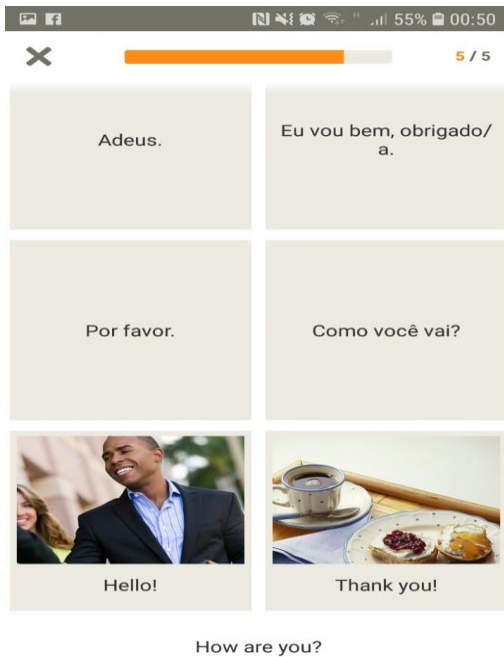 55% 00:50
5 / 5
Adeus.
Eu vou bem, obrigado/
a.
Por favor.
Como você vai?
Hello!
Thank you!
How are you?